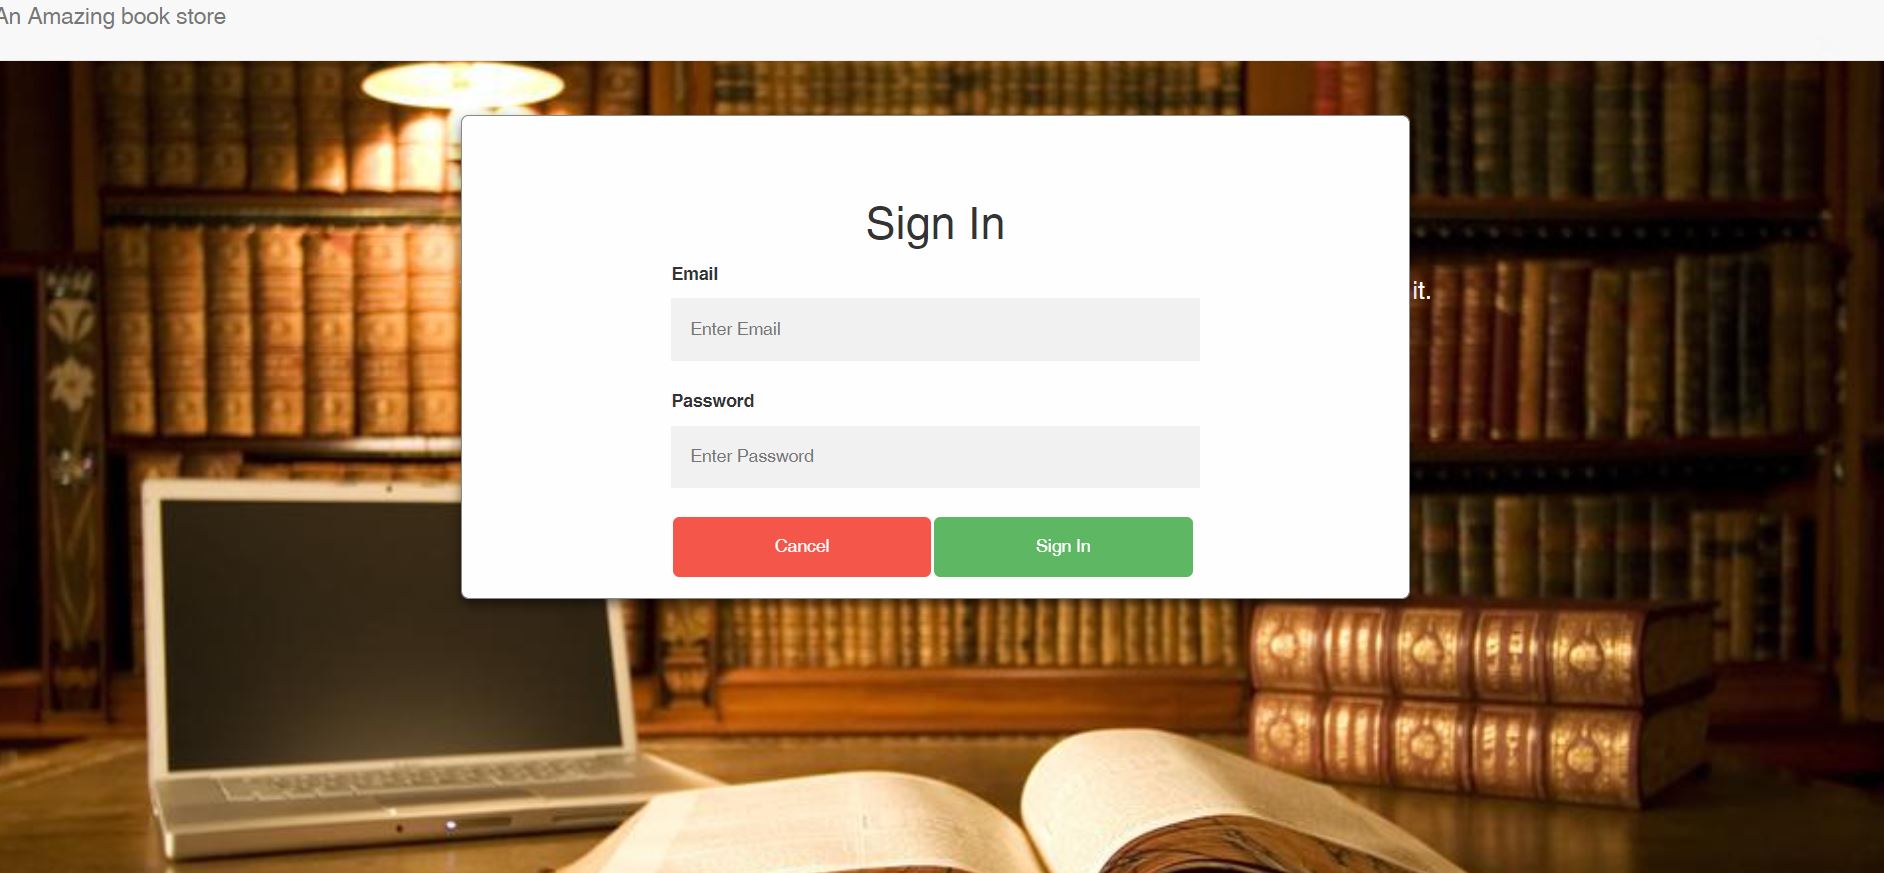 An Amazing book store
Sign In
Email
it.
Enter Email
Password
Enter Password
Cancel Sign In